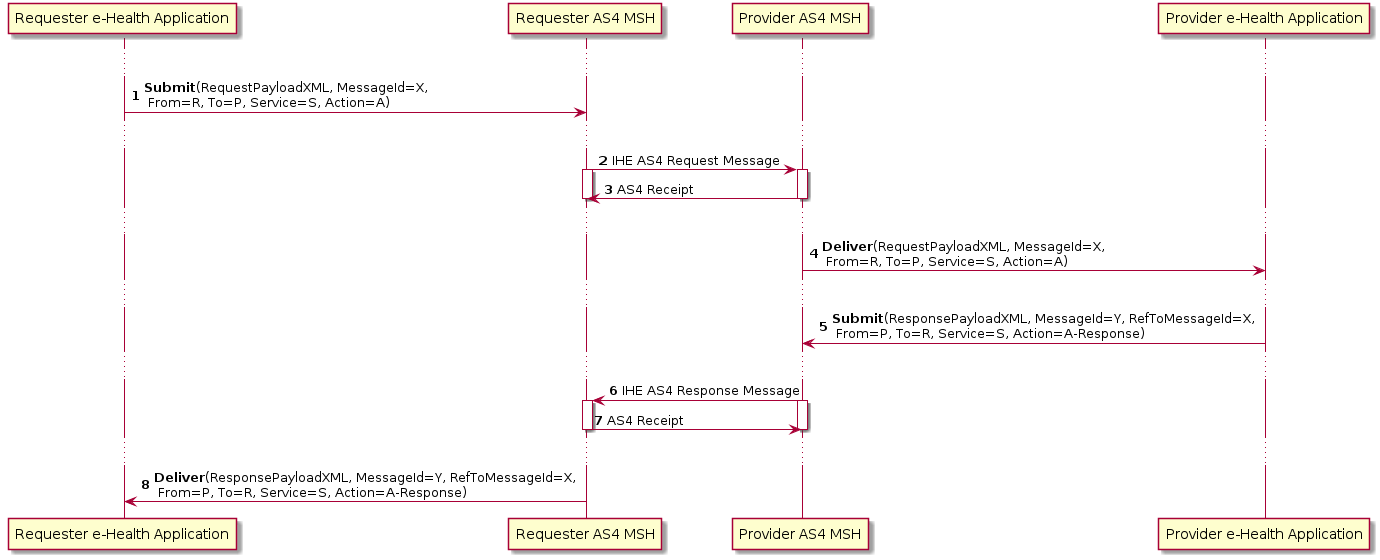 Requester e-Health Application
Requester AS4 MSH
Provider AS4 MSH
Provider e-Health Application
1 Submit(RequestPayloadXML, MessageId=X,
From=R, To=P, Service=S, Action=A)
2 IHE AS4 Request Message
3 AS4 Receipt
4 Deliver(RequestPayloadXML, MessageId=X,
From=R, To=P, Service=S, Action=A)
5 Submit(ResponsePayloadXML, MessageId=Y, RefToMessageId=X,
From=P, To=R, Service=S, Action=A-Response)
6 IHE AS4 Response Message
7 AS4 Receipt
8 Deliver(ResponsePayloadXML, MessageId=Y, RefToMessageId=X,
From=P, To=R, Service=S, Action=A-Response)
Requester e-Health Application
Requester AS4 MSH
Provider AS4 MSH
Provider e-Health Application